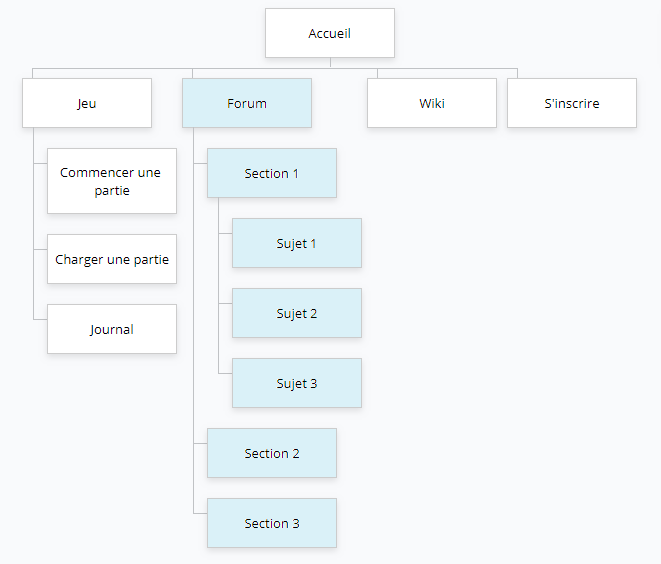 Accueil
Jeu
Forum
Wiki
S'inscrire
Commencer une
partie
Charger une partie
Journal
Section 1
Sujet 1
Sujet 2
Sujet 3
Section 2
Section 3